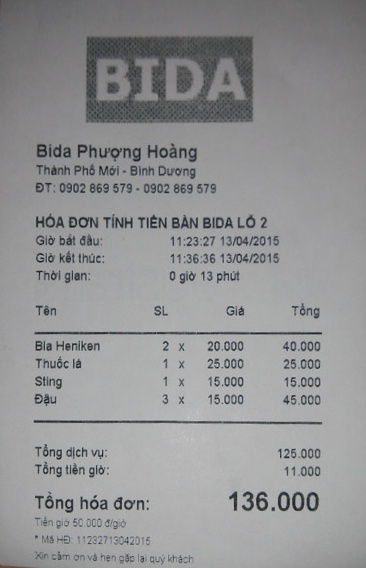 BIDA
Bida Phượng Hoàng
Thành Phố Mới - Bình Dương
ĐT: 0902 869 579 - 0902 869 579
HÓA ĐƠN TÍNH TIỀN BÀN BIDA LỖ 2
Giờ bắt đầu: 11:23:27 13/04/2015
Giờ kết thúc: 11:36:36 13/04/2015
Thời gian: 0 giờ 13 phút
Tên SL Giá Tổng
Bia Heniken 2 x 20.000 40.000
Thuốc lá 1 x 25.000 25.000
Sting 1 x 15.000 15.000
Đậu 3 x 15.000 45.000
Tổng dịch vụ: 125.000
Tổng tiền giờ: 11.000
Tổng hóa đơn: 136.000
Tiền giờ 50.000 đ/giờ
* Mã HĐ: 11232713042015
Xin cảm ơn và hẹn gặp lại quý khách